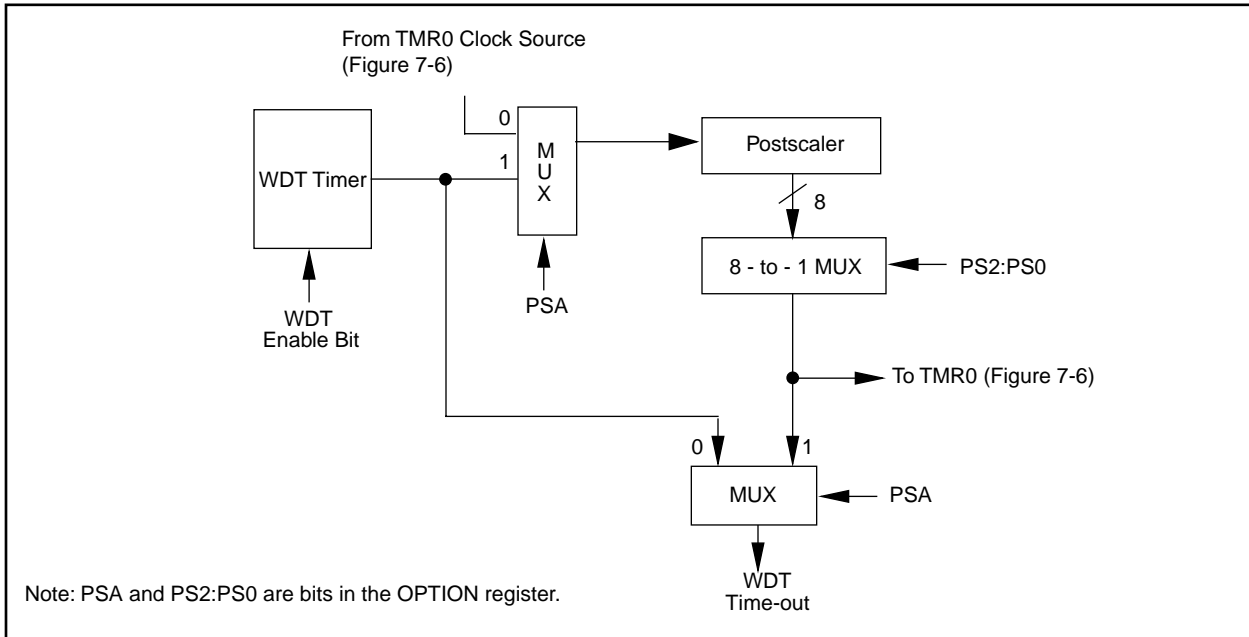 From TMR0 Clock Source
(Figure 7-6)
0
1
M
U
X
Postscaler
WDT Timer
8
8 - to - 1 MUX
PS2:PS0
PSA
WDT
Enable Bit
To TMR0 (Figure 7-6)
0
1
MUX
PSA
WDT
Time-out
Note: PSA and PS2:PS0 are bits in the OPTION register.